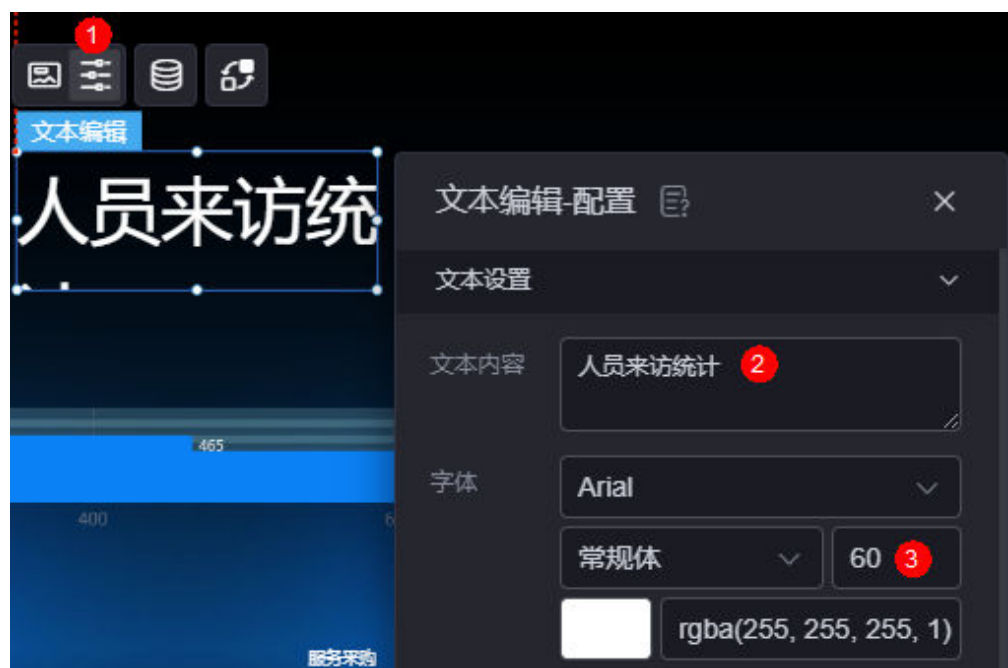 1
文本编辑
人员来访统
文本编辑-配置
文本设置
文本内容
人员来访统计 2
465
字体
Arial
400
6
常规体
60 3
rgba(255, 255, 255, 1)
服务采购